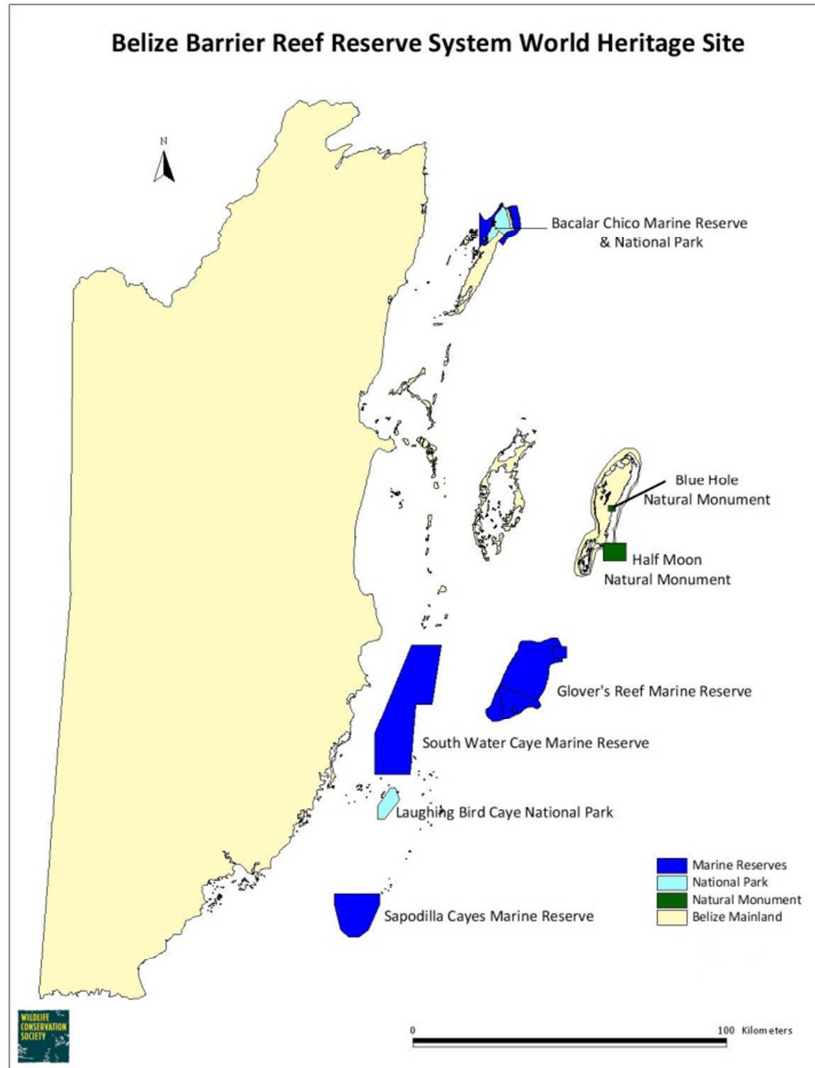 Belize Barrier Reef Reserve System World Heritage Site
N
Bacalar Chico Marine Reserve
& National Park
Blue Hole
Natural Monument
Half Moon
Natural Monument
Glover's Reef Marine Reserve
South Water Caye Marine Reserve
Laughing Bird Caye National Park
Marine Reserves
National Park
Natural Monument
Belize Mainland
Sapodilla Cayes Marine Reserve
WILDLIFE
CONSERVATION
SOCIETY
0 100 Kilometers